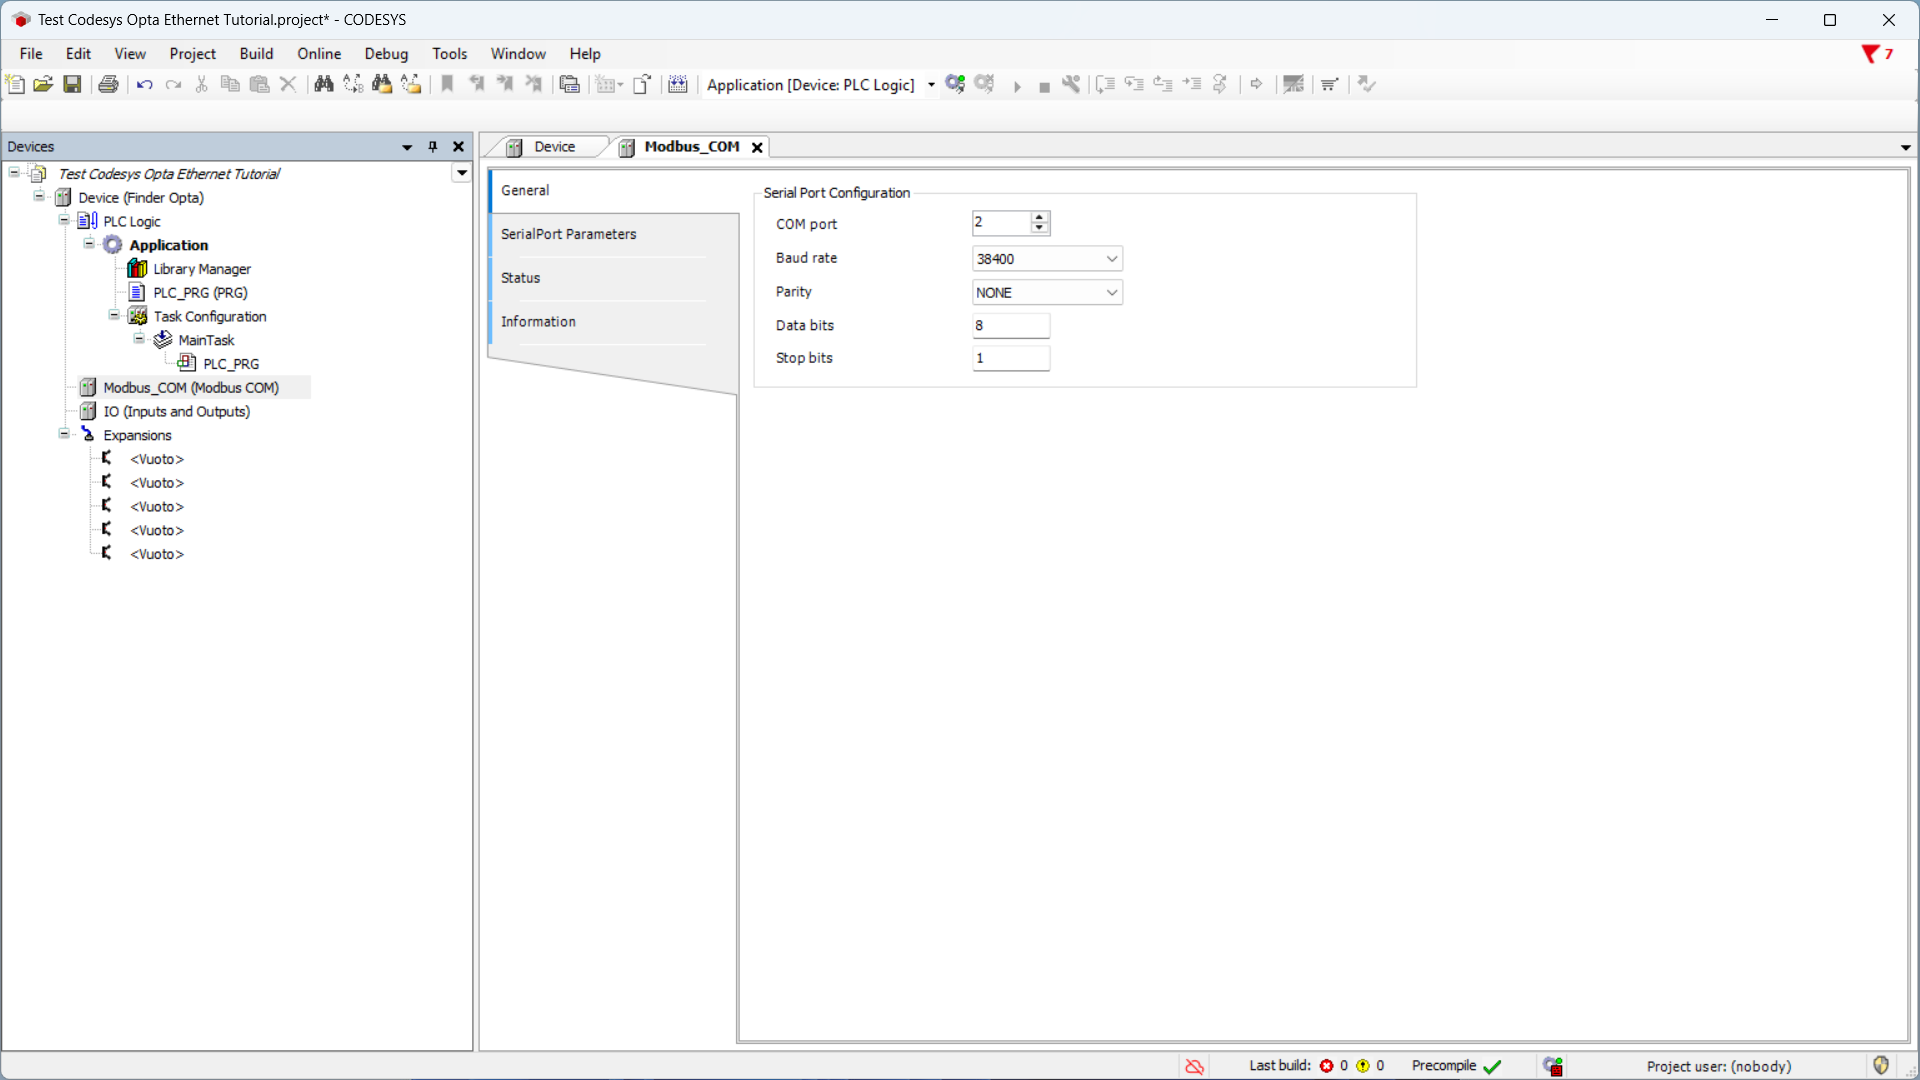 Test Codesys Opta Ethernet Tutorial.project* - CODESYS
File Edit View Project Build Online Debug Tools Window Help
7
Application [Device: PLC Logic]
Devices
Test Codesys Opta Ethernet Tutorial
Device (Finder Opta)
PLC Logic
Application
Library Manager
PLC_PRG (PRG)
Task Configuration
MainTask
PLC_PRG
Modbus_COM (Modbus COM)
IO (Inputs and Outputs)
Expansions
<Vuoto>
<Vuoto>
<Vuoto>
<Vuoto>
<Vuoto>
Device
Modbus_COM
General
SerialPort Parameters
Status
Information
Serial Port Configuration
COM port 2
Baud rate 38400
Parity NONE
Data bits 8
Stop bits 1
Last build: 0 0 Precompile
Project user: (nobody)